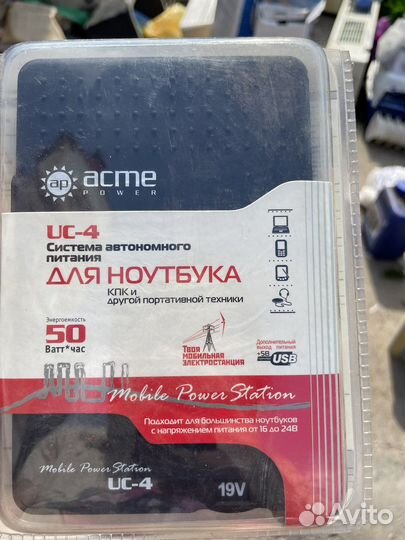 ap acme
POWER
UC-4
Система автономного
питания
ДЛЯ НОУТБУКА
КПК и
другой портативной техники
Энергоемкость
50
Ватт*час
Твоя
МОБИЛЬНАЯ
ЭЛЕКТРОСТАНЦИЯ
Дополнительный
выход питания
+5В USB
Mobile Power Station
Подходит для большинства ноутбуков
с напряжением питания от 16 до 24В
Mobile Power Station
UC-4
19V
Avito